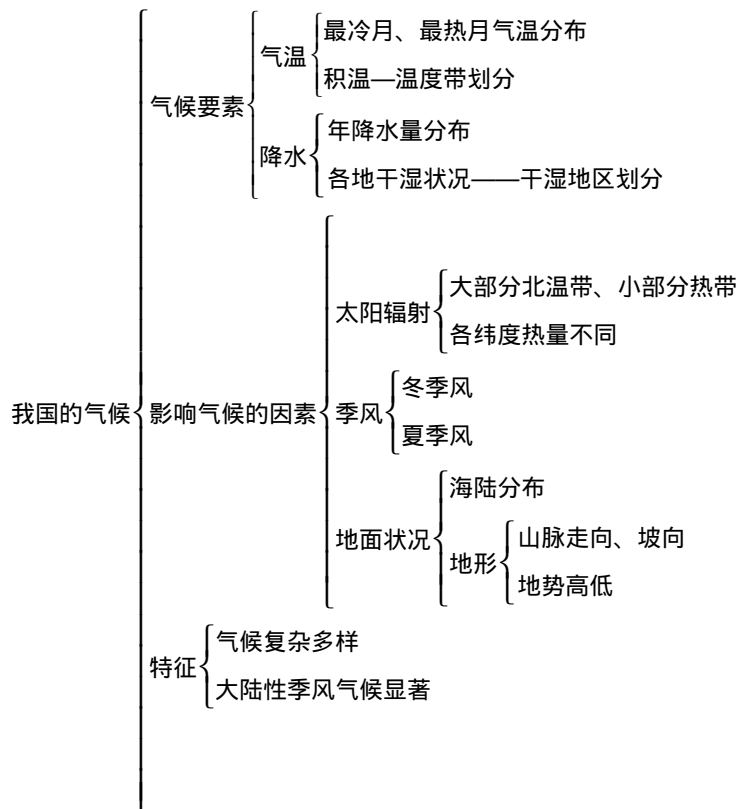 我国的气候
气候要素
气温
最冷月、最热月气温分布
积温—温度带划分
降水
年降水量分布
各地干湿状况——干湿地区划分
影响气候的因素
太阳辐射
大部分北温带、小部分热带
各纬度热量不同
季风
冬季风
夏季风
地面状况
海陆分布
地形
山脉走向、坡向
地势高低
特征
气候复杂多样
大陆性季风气候显著